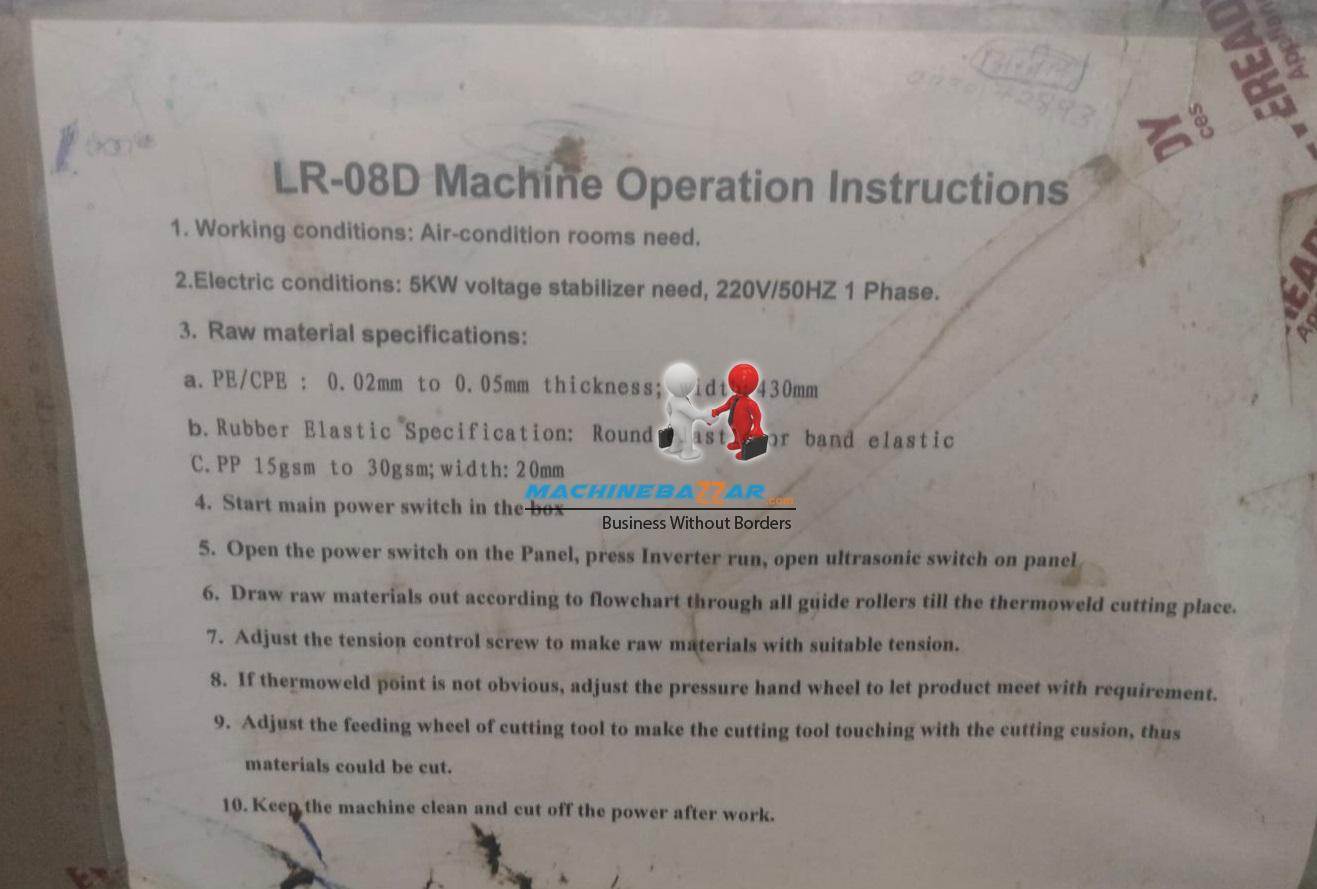 LR-08D Machine Operation Instructions
1. Working conditions: Air-condition rooms need.
2.Electric conditions: 5KW voltage stabilizer need, 220V/50HZ 1 Phase.
3. Raw material specifications:
a. PE/CPE : 0.02mm to 0.05mm thickness;
b. Rubber Elastic Specification: Round or band elastic
C. PP 15gsm to 30gsm; width: 20mm
MACHINEBAZZAR.com
4. Start main power switch in the box
Business Without Borders
5. Open the power switch on the Panel, press Inverter run, open ultrasonic switch on panel
6. Draw raw materials out according to flowchart through all guide rollers till the thermoweld cutting place.
7. Adjust the tension control screw to make raw materials with suitable tension.
8. If thermoweld point is not obvious, adjust the pressure hand wheel to let product meet with requirement.
9. Adjust the feeding wheel of cutting tool to make the cutting tool touching with the cutting cusion, thus
materials could be cut.
10. Keep the machine clean and cut off the power after work.